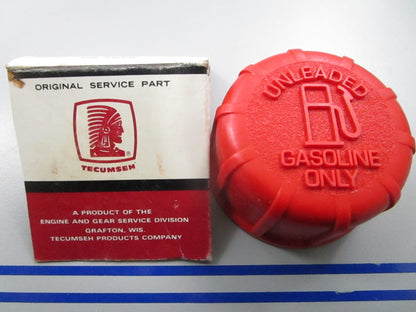 ORIGINAL SERVICE PART
TECUMSEH
A PRODUCT OF THE
ENGINE AND GEAR SERVICE DIVISION
GRAFTON, WIS.
TECUMSEH PRODUCTS COMPANY
UNLEADED
GASOLINE
ONLY